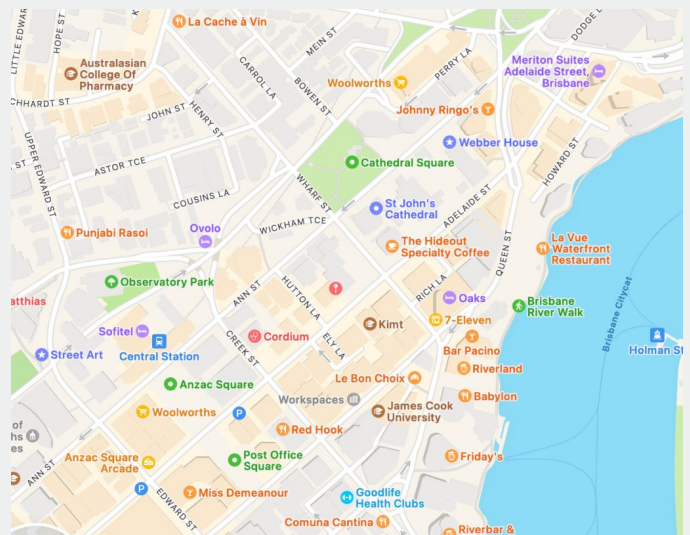 LITTLE EDWAR
HOPE ST
La Cache à Vin
MEIN ST
DODGE L
Australasian
College Of
Pharmacy
CARROL LA
PERRY LA
Meriton Suites
Adelaide Street,
Brisbane
Woolworths
BOWEN ST
CHHARDT ST
JOHN ST
HENRY ST
Johnny Ringo's
UPPER EDWARD ST
ST
ASTOR TCE
Webber House
Cathedral Square
HOWARD ST
COUSINS LA
WHARF ST
St John's
Cathedral
ADELAIDE ST
WICKHAM TCE
Punjabi Rasoi
Ovolo
The Hideout
Specialty Coffee
QUEEN ST
La Vue
Waterfront
Restaurant
Observatory Park
ANN ST
HUTTON LA
RICH LA
Oaks
Brisbane
River Walk
Brisbane Citycat
atthias
Sofitel
Cordium
ELY LA
Kimt
7-Eleven
Street Art
Central Station
CREEK ST
Bar Pacino
Holman St
Riverland
Anzac Square
Le Bon Choix
Workspaces
Babylon
Woolworths
P
James Cook
University
of
hs
es
Red Hook
Anzac Square
Arcade
Post Office
Square
Friday's
ANN ST
P
EDWARD ST
Miss Demeanour
Goodlife
Health Clubs
Comuna Cantina
Riverbar &